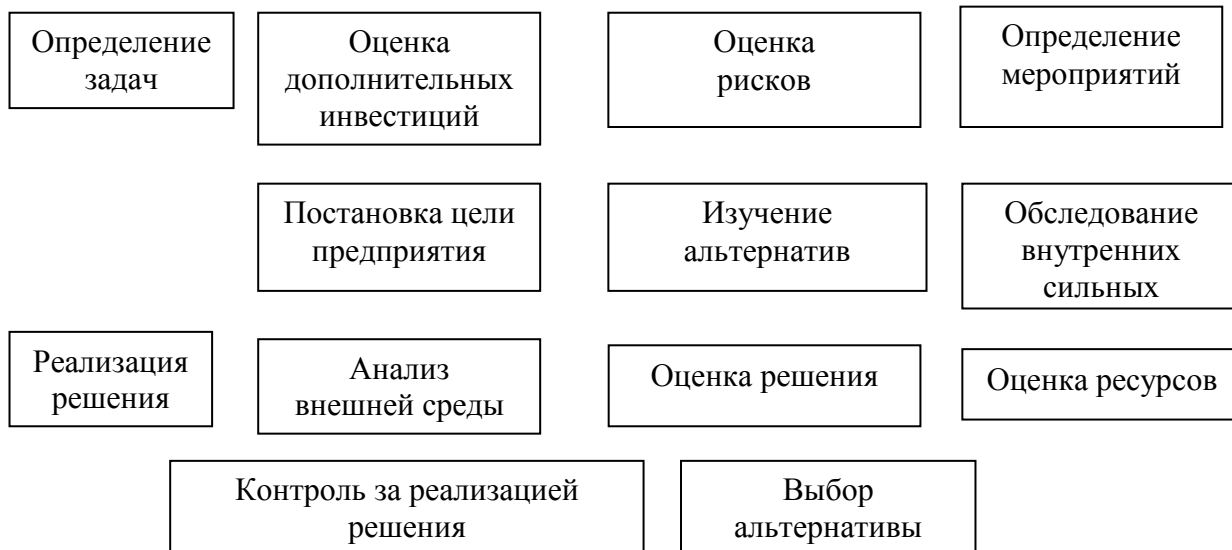 Определение
задач
Оценка
дополнительных
инвестиций
Оценка
рисков
Определение
мероприятий
Постановка цели
предприятия
Изучение
альтернатив
Обследование
внутренних
сильных
Реализация
решения
Анализ
внешней среды
Оценка решения
Оценка ресурсов
Контроль за реализацией
решения
Выбор
альтернативы